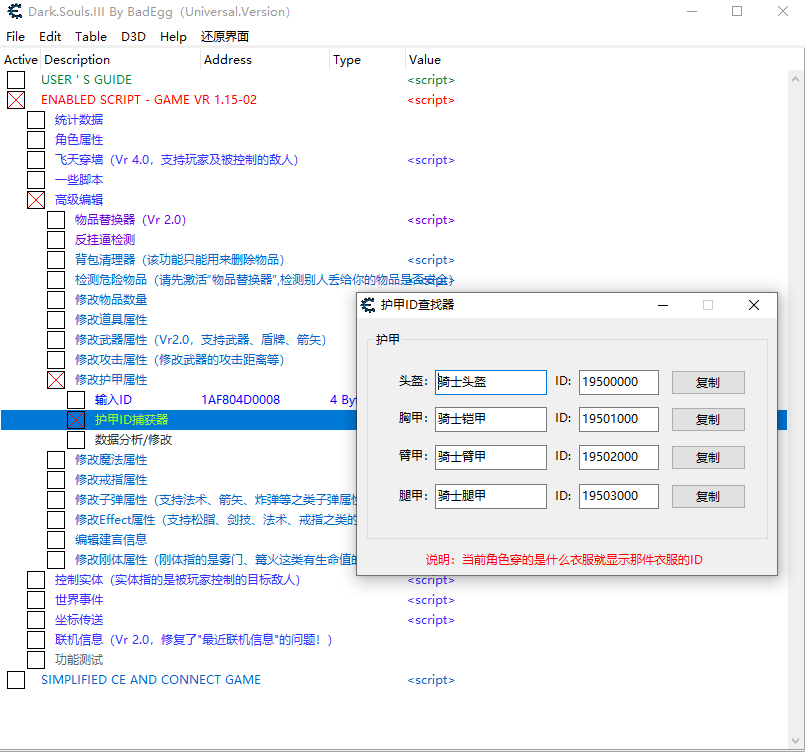 Dark.Souls.III By BadEgg  (Universal.Version)
File Edit Table D3D Help 还原界面
Active Description Address Type Value
USER ' S GUIDE <script>
ENABLED SCRIPT - GAME VR 1.15-02 <script>
统计数据
角色属性
飞天穿墙（Vr 4.0，支持玩家及被控制的敌人） <script>
一些脚本
高级编辑
物品替换器（Vr 2.0） <script>
反挂逼检测
背包清理器（该功能只能用来删除物品） <script>
检测危险物品（请先激活"物品替换器",检测别人丢给你的物品是否安全）
修改物品数量
修改道具属性
修改武器属性（Vr2.0，支持武器、盾牌、箭矢）
修改攻击属性（修改武器的攻击距离等）
修改护甲属性
输入ID 1AF804D0008 4 By
护甲ID捕获器
数据分析/修改
修改魔法属性
修改戒指属性
修改子弹属性（支持法术、箭矢、炸弹等之类子弹属性
修改Effect属性（支持松脂、剑技、法术、戒指之类的
编辑建言信息
修改刚体属性（刚体指的是雾门、篝火这类有生命值的
控制实体（实体指的是被玩家控制的目标敌人） <script>
世界事件 <script>
坐标传送 <script>
联机信息（Vr 2.0，修复了"最近联机信息"的问题！）
功能测试
SIMPLIFIED CE AND CONNECT GAME <script>
护甲ID查找器
护甲
头盔: 骑士头盔 ID: 19500000 复制
胸甲: 骑士铠甲 ID: 19501000 复制
臂甲: 骑士臂甲 ID: 19502000 复制
腿甲: 骑士腿甲 ID: 19503000 复制
说明：当前角色穿的是什么衣服就显示那件衣服的ID